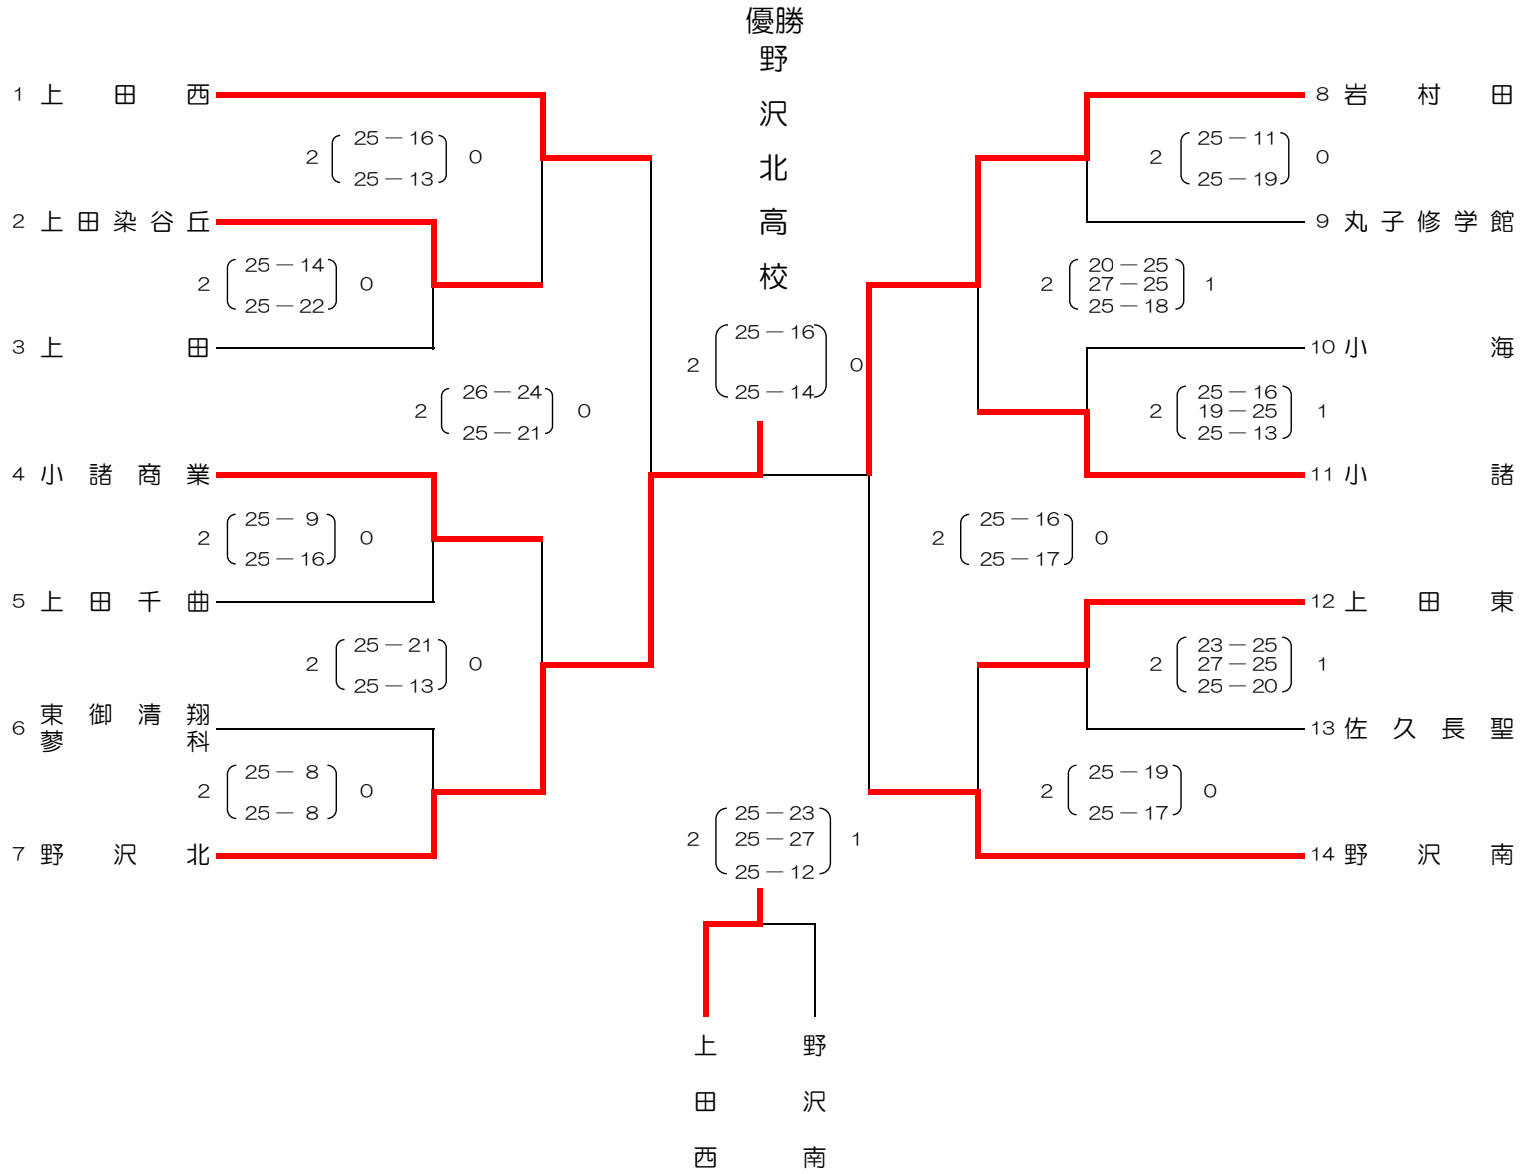 優勝
野沢北高校
1 上田西
2 ( 25－16 25－13 ) 0
2 上田染谷丘
2 ( 25－14 25－22 ) 0
3 上田
2 ( 26－24 25－21 ) 0
4 小諸商業
2 ( 25－9 25－16 ) 0
5 上田千曲
2 ( 25－21 25－13 ) 0
6 東御清翔
蓼科
2 ( 25－8 25－8 ) 0
7 野沢北
2 ( 25－16 25－14 ) 0
8 岩村田
2 ( 25－11 25－19 ) 0
9 丸子修学館
2 ( 20－25 27－25 25－18 ) 1
10 小海
2 ( 25－16 19－25 25－13 ) 1
11 小諸
2 ( 25－16 25－17 ) 0
12 上田東
2 ( 23－25 27－25 25－20 ) 1
13 佐久長聖
2 ( 25－19 25－17 ) 0
14 野沢南
2 ( 25－23 25－27 25－12 ) 1
上田西
野沢南